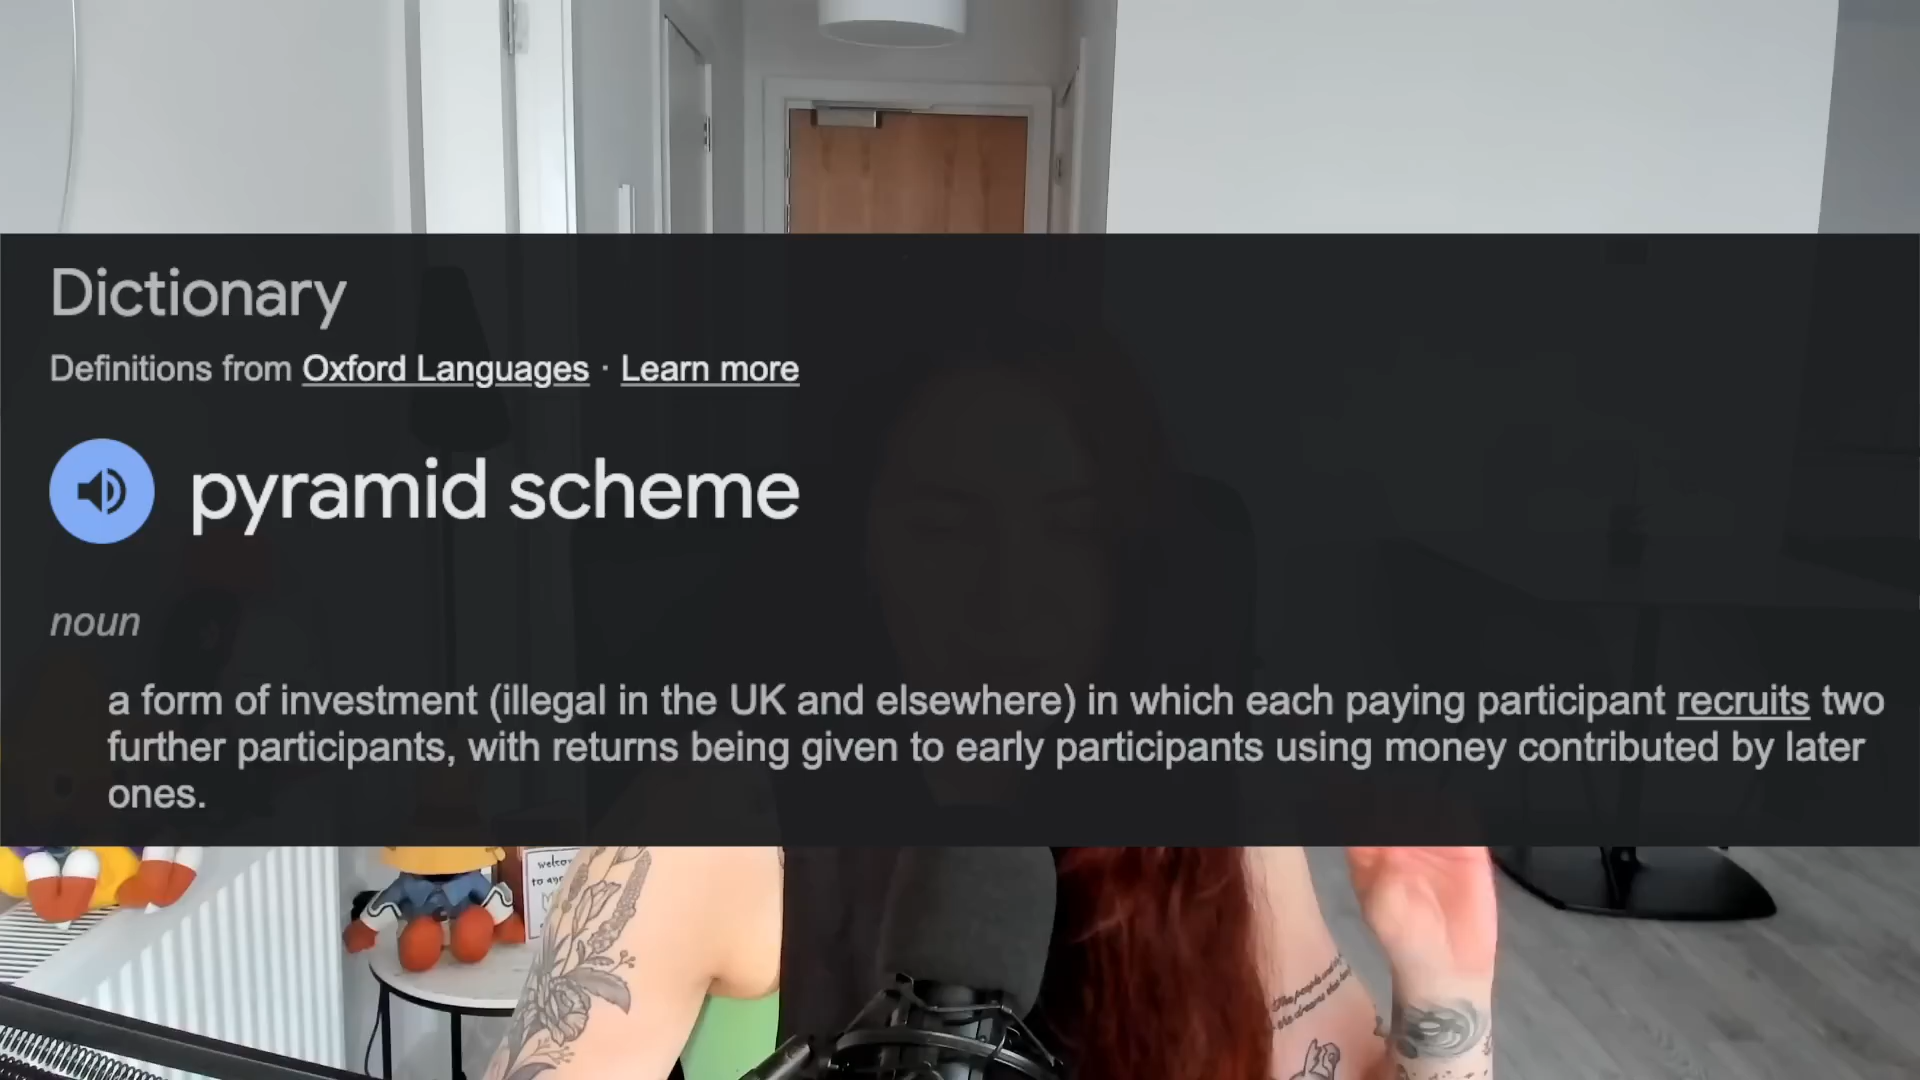 Dictionary
Definitions from Oxford Languages · Learn more
pyramid scheme
noun
a form of investment (illegal in the UK and elsewhere) in which each paying participant recruits two
further participants, with returns being given to early participants using money contributed by later
ones.